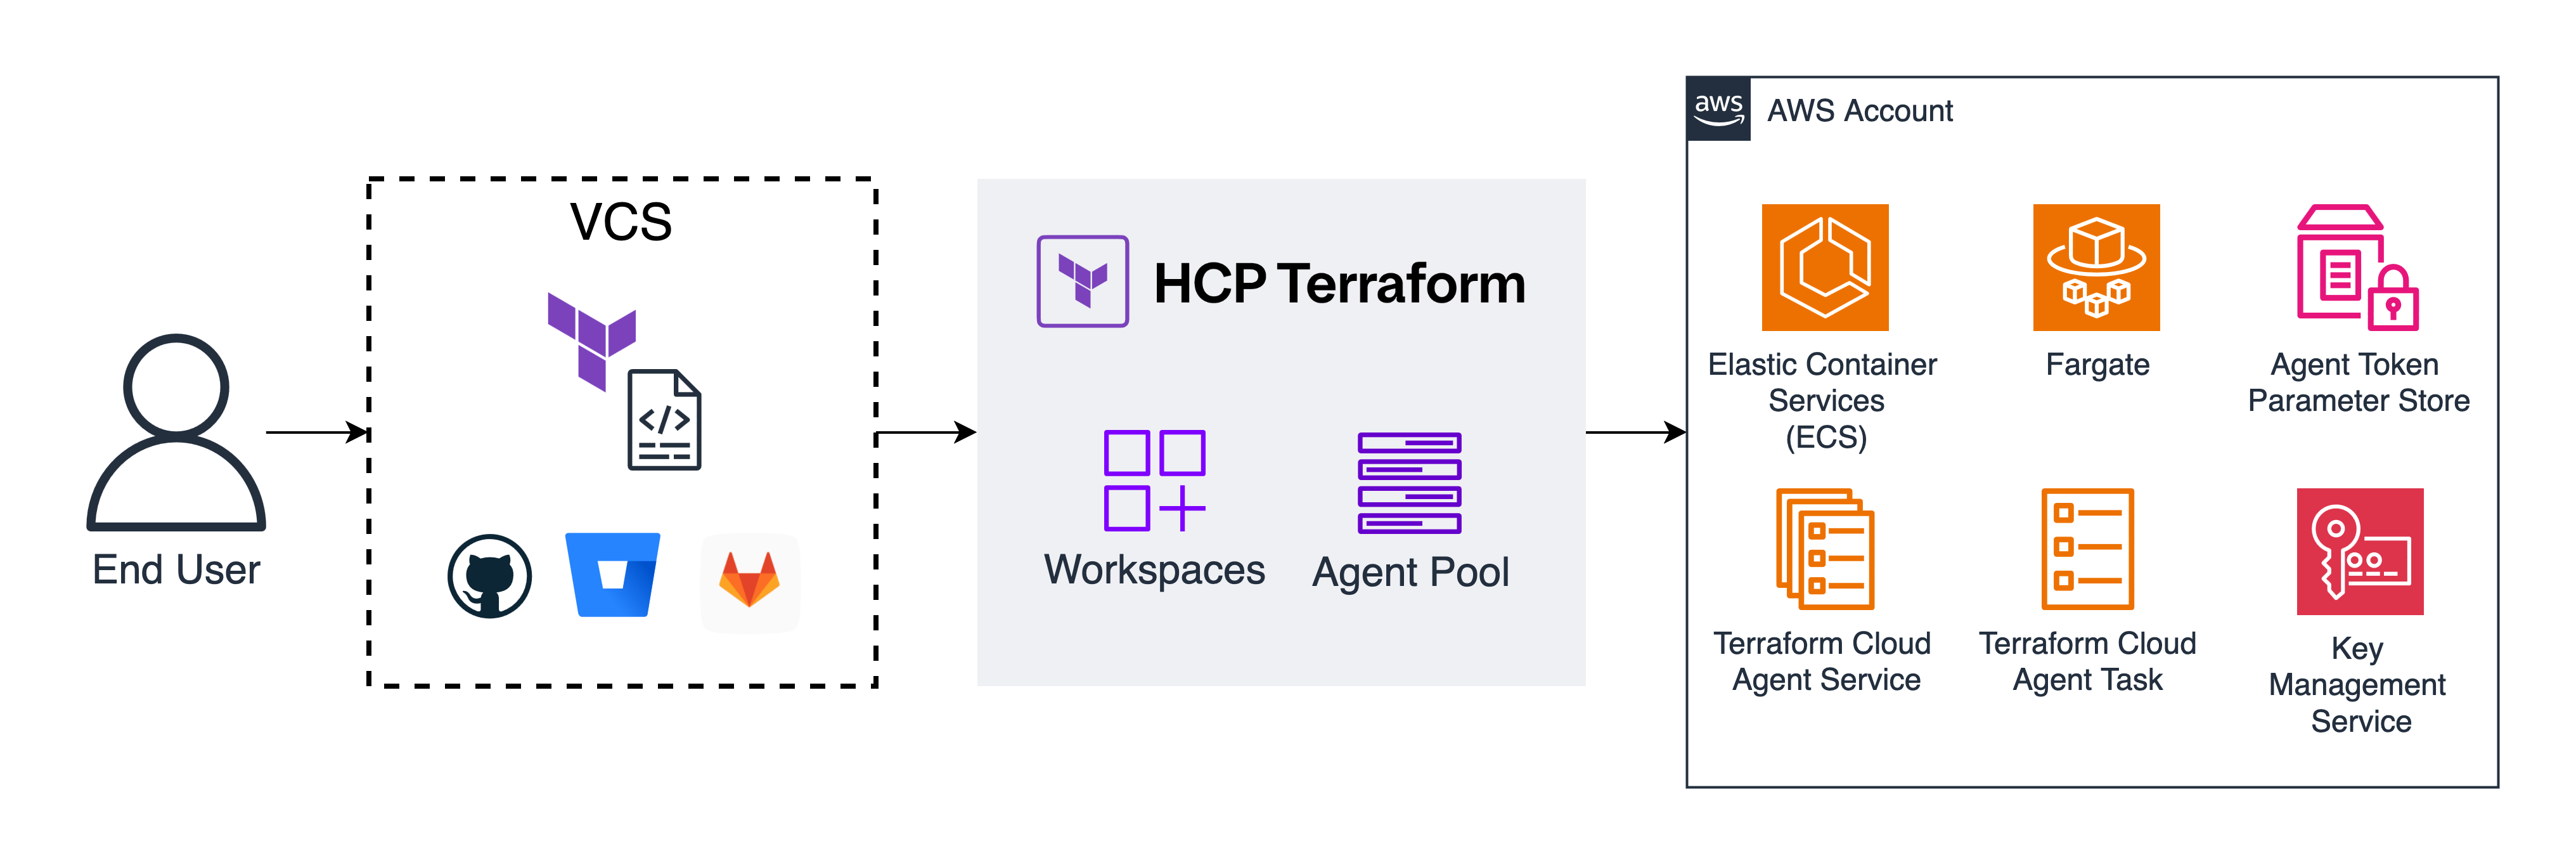 End User
VCS
</>
HCP Terraform
Workspaces
Agent Pool
aws
AWS Account
Elastic Container
Services
(ECS)
Fargate
Agent Token
Parameter Store
Terraform Cloud
Agent Service
Terraform Cloud
Agent Task
Key
Management
Service